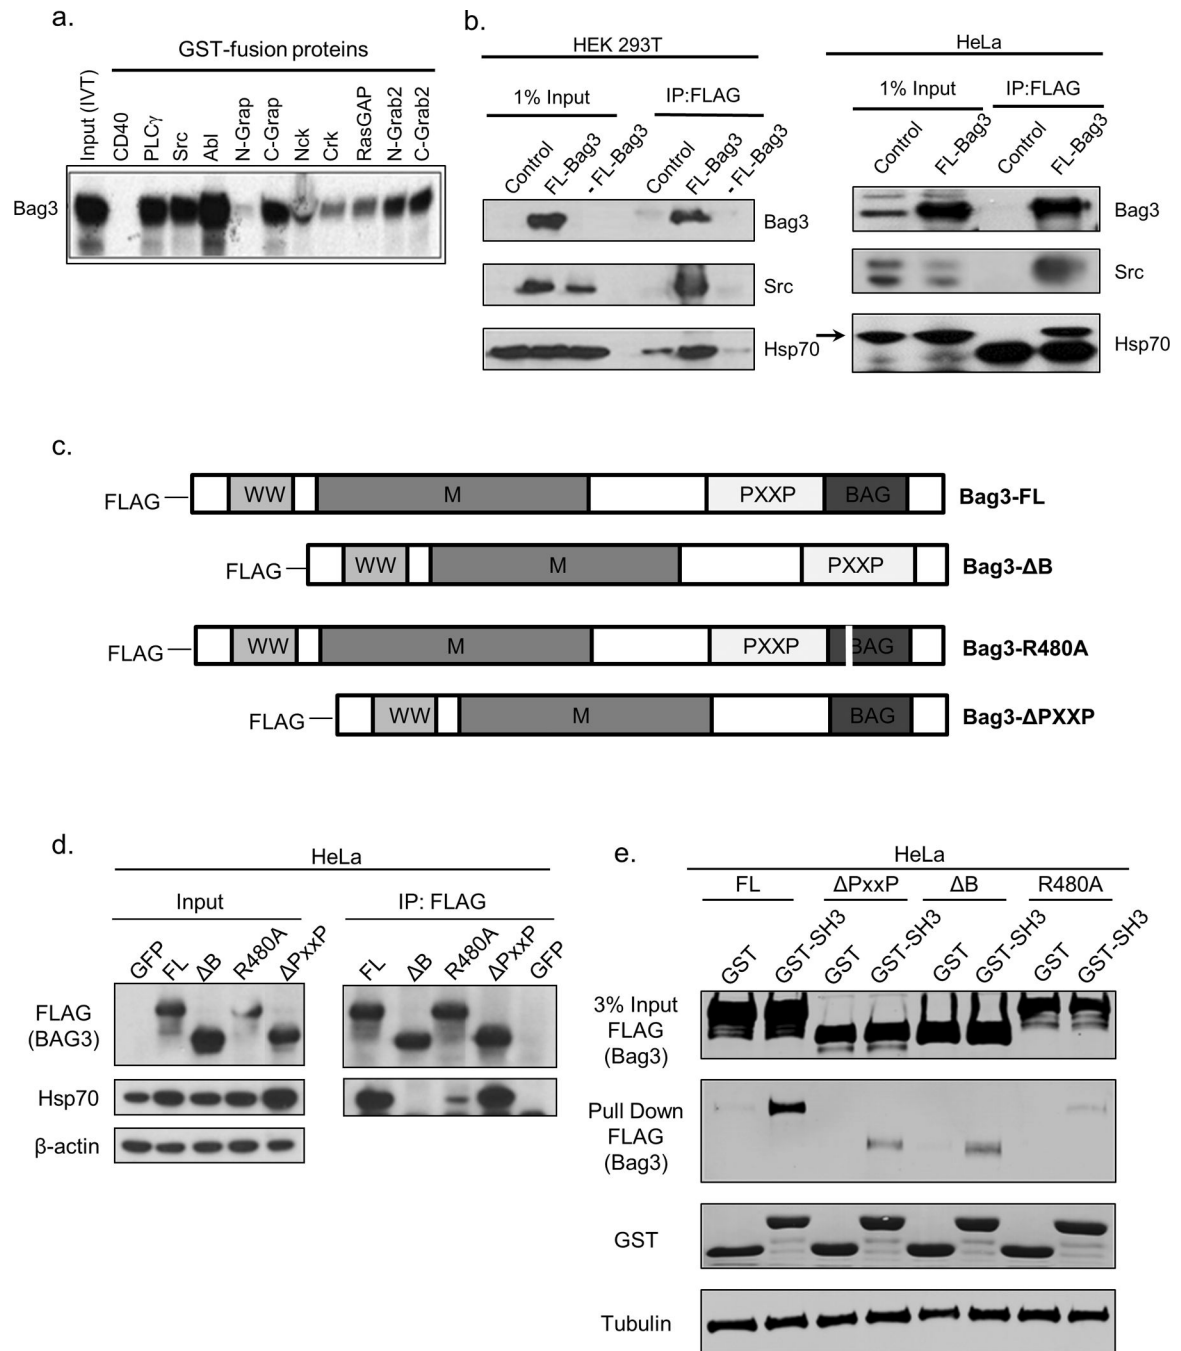 a.
GST-fusion proteins
Input (IVT)
CD40
PLCγ
Src
Abl
N-Grap
C-Grap
Nck
Crk
RasGAP
N-Grab2
C-Grab2
Bag3
b.
HEK 293T
1% Input
IP:FLAG
Control
FL-Bag3
- FL-Bag3
Control
FL-Bag3
- FL-Bag3
Bag3
Src
Hsp70
HeLa
1% Input
IP:FLAG
Control
FL-Bag3
Control
FL-Bag3
Bag3
Src
Hsp70
c.
FLAG WW M PXXP BAG Bag3-FL
FLAG WW M PXXP Bag3-ΔB
FLAG WW M PXXP BAG Bag3-R480A
FLAG WW M BAG Bag3-ΔPXXP
d.
HeLa
Input
IP: FLAG
GFP
FL
ΔB
R480A
ΔPxxP
FL
ΔB
R480A
ΔPxxP
GFP
FLAG
(BAG3)
Hsp70
β-actin
e.
HeLa
FL
ΔPxxP
ΔB
R480A
GST
GST-SH3
GST
GST-SH3
GST
GST-SH3
GST
GST-SH3
3% Input
FLAG
(Bag3)
Pull Down
FLAG
(Bag3)
GST
Tubulin